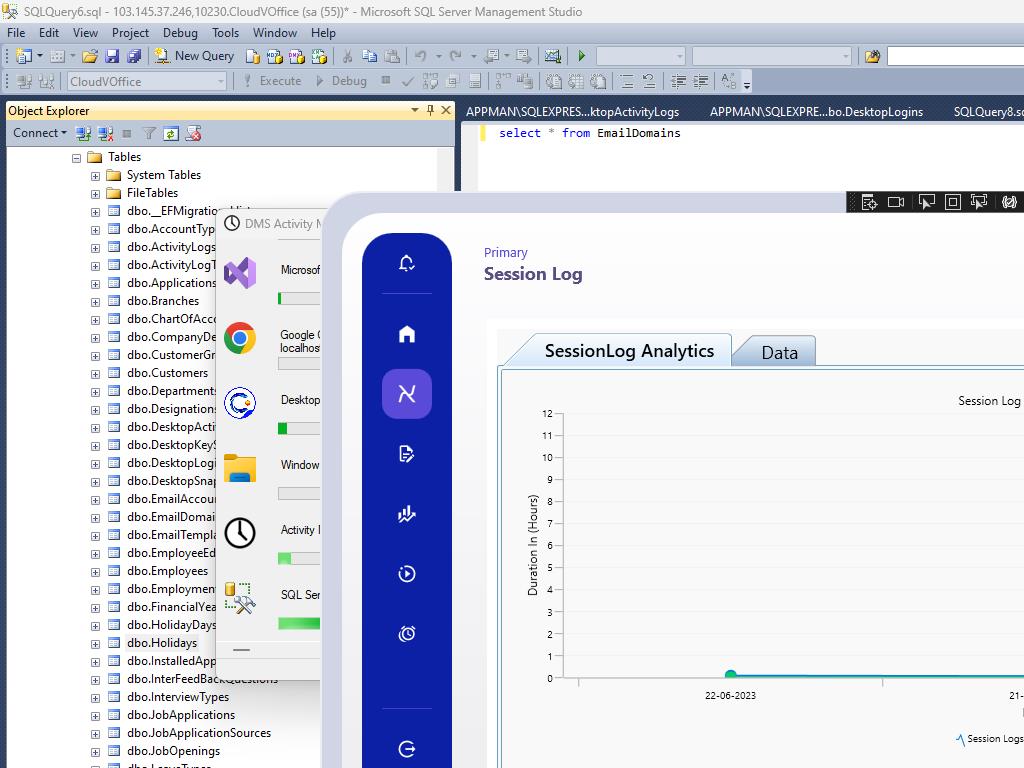 SQLQuery6.sql - 103.145.37.246,10230.CloudVOffice (sa (55))* - Microsoft SQL Server Management Studio
File Edit View Project Debug Tools Window Help
New Query
CloudVOffice
Execute Debug
Object Explorer
APPMAN\SQLEXPRES...ktopActivityLogs
APPMAN\SQLEXPRE...bo.DesktopLogins
SQLQuery8.s
Connect
select * from EmailDomains
Tables
System Tables
FileTables
dbo.__EFMigration
dbo.AccountTyp
dbo.ActivityLogs
dbo.ActivityLogT
dbo.Applications
dbo.Branches
dbo.ChartOfAcco
dbo.CompanyDe
dbo.CustomerGr
dbo.Customers
dbo.Department
dbo.Designations
dbo.DesktopActi
dbo.DesktopKeyS
dbo.DesktopLogi
dbo.DesktopSnap
dbo.EmailAccou
dbo.EmailDomai
dbo.EmailTempla
dbo.EmployeeEd
dbo.Employees
dbo.Employmen
dbo.FinancialYea
dbo.HolidayDays
dbo.Holidays
dbo.InstalledApp
dbo.InterFeedBackQuestions
dbo.InterviewTypes
dbo.JobApplications
dbo.JobApplicationSources
dbo.JobOpenings
DMS Activity
Microsof
Google
localhos
Desktop
Window
Activity
SQL Ser
Primary
Session Log
SessionLog Analytics
Data
Session Log
Duration In (Hours)
12
11
10
9
8
7
6
5
4
3
2
1
0
22-06-2023
21-
Session Logs